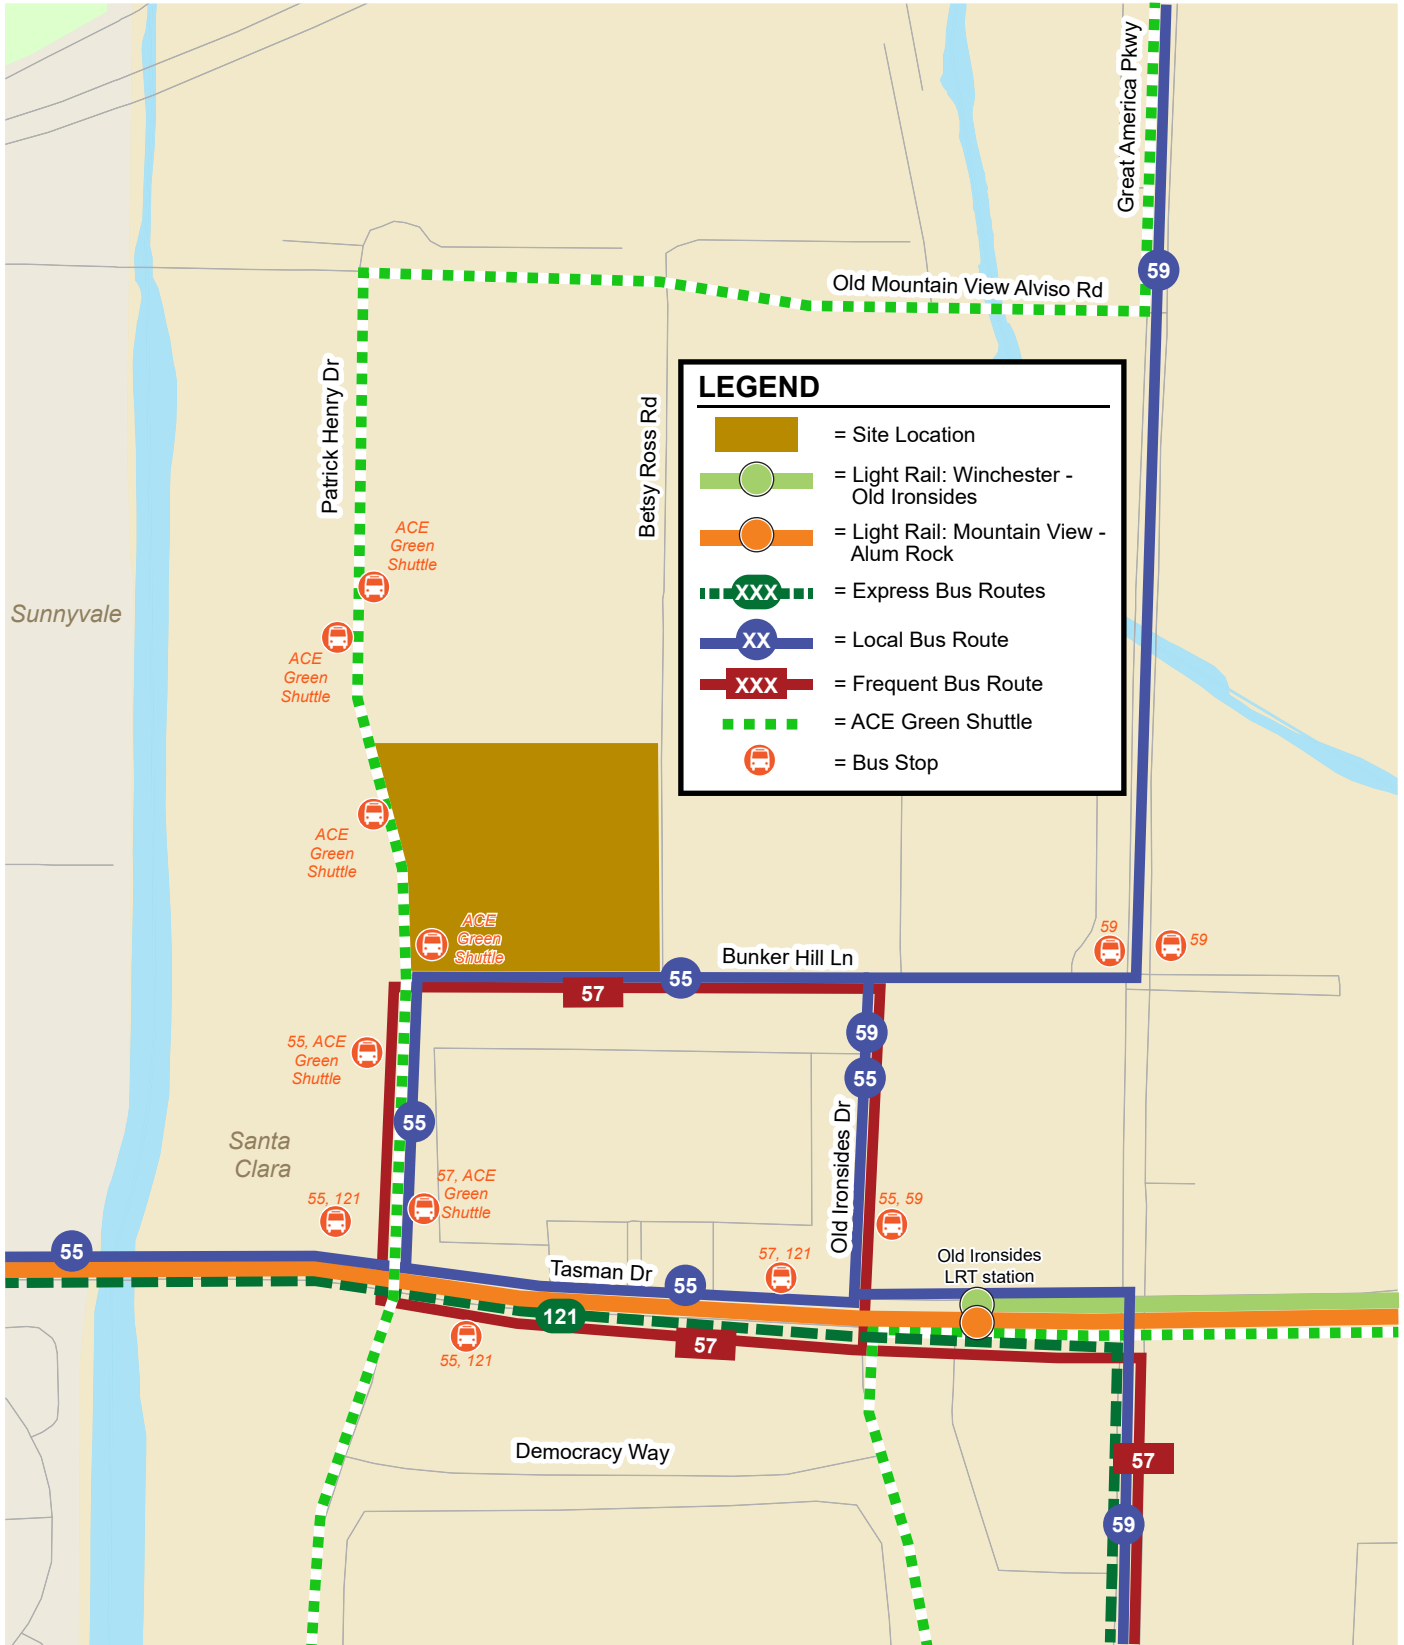 Great America Pkwy
59
Old Mountain View Alviso Rd
Patrick Henry Dr
Betsy Ross Rd
LEGEND
= Site Location
= Light Rail: Winchester -
Old Ironsides
= Light Rail: Mountain View -
Alum Rock
XXX
= Express Bus Routes
XX
= Local Bus Route
XXX
= Frequent Bus Route
= ACE Green Shuttle
= Bus Stop
ACE
Green
Shuttle
Sunnyvale
ACE
Green
Shuttle
ACE
Green
Shuttle
ACE
Green
Shuttle
59
59
Bunker Hill Ln
55
57
59
55, ACE
Green
Shuttle
55
55
Old Ironsides Dr
Santa
Clara
57, ACE
Green
Shuttle
55, 121
55, 59
55
Tasman Dr
57, 121
55
Old Ironsides
LRT station
121
57
55, 121
Democracy Way
57
59